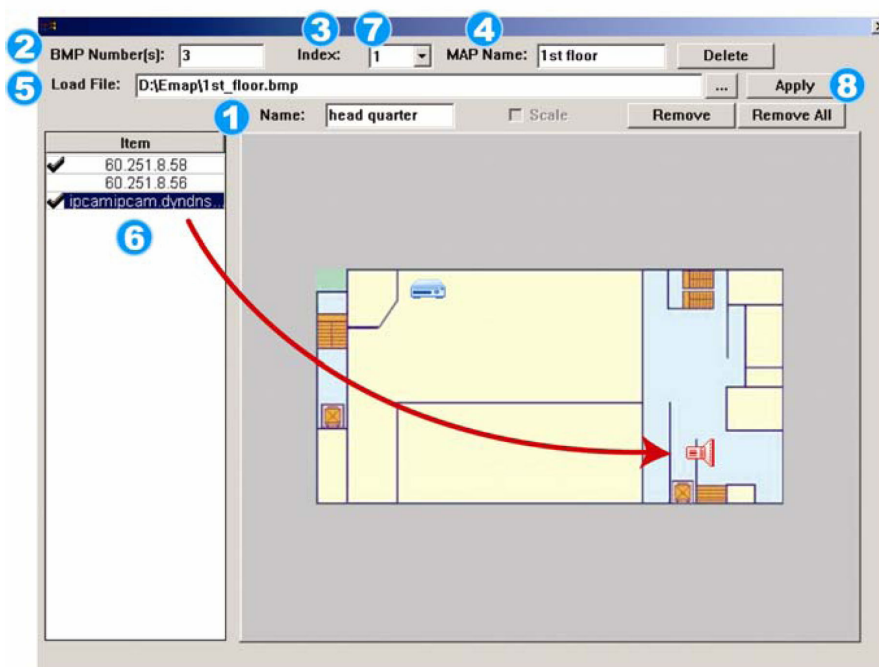 3 7 4
2 BMP Number(s): 3 Index: 1 MAP Name: 1st floor Delete
5 Load File: D:\Emap\1st_floor.bmp ... Apply 8
1 Name: head quarter Scale Remove Remove All
Item
60.251.8.58
60.251.8.56
ipcamipcam.dyndns...
6